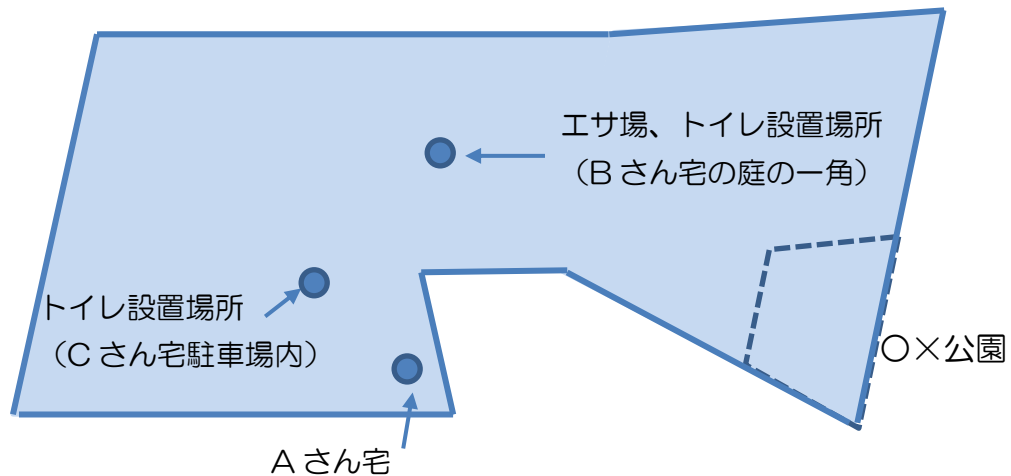 エサ場、トイレ設置場所
（Bさん宅の庭の一角）
トイレ設置場所
（Cさん宅駐車場内）
〇×公園
Aさん宅